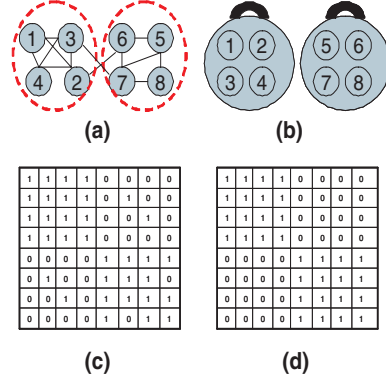 1 3 6 5 1 2 5 6
4 2 7 8 3 4 7 8
(a) (b)
1 1 1 1 0 0 0 0 1 1 1 1 0 0 0 0
1 1 1 1 0 1 0 0 1 1 1 1 0 0 0 0
1 1 1 1 0 0 1 0 1 1 1 1 0 0 0 0
1 1 1 1 0 0 0 0 1 1 1 1 0 0 0 0
0 0 0 0 1 1 1 1 0 0 0 0 1 1 1 1
0 1 0 0 1 1 1 0 0 0 0 0 1 1 1 1
0 0 1 0 1 1 1 1 0 0 0 0 1 1 1 1
0 0 0 0 1 0 1 1 0 0 0 0 1 1 1 1
(c) (d)